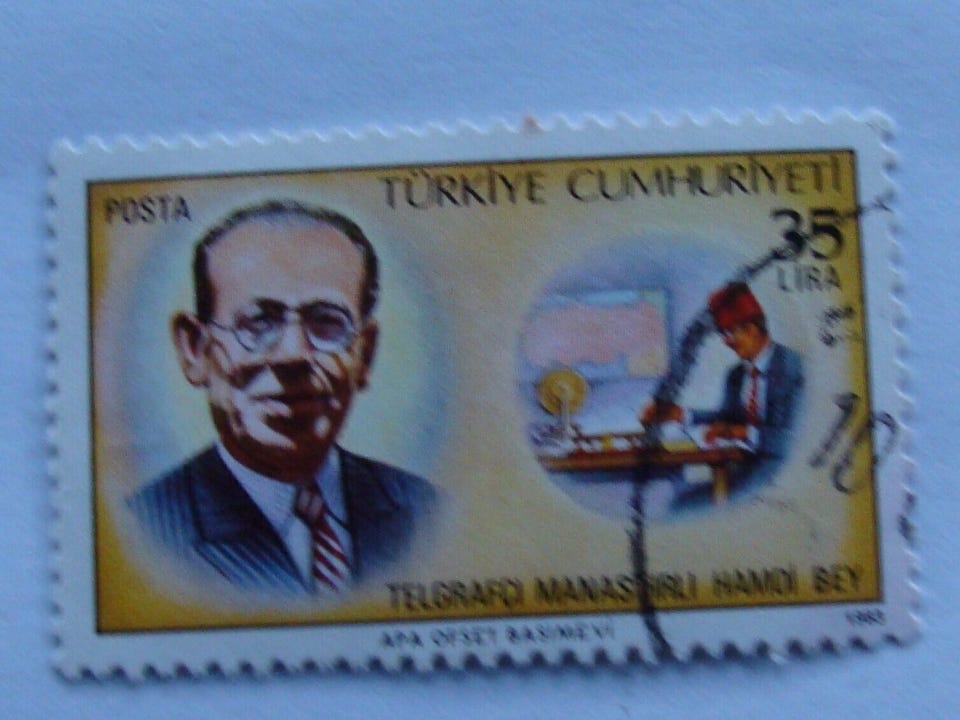 POSTA
TÜRKİYE CUMHURİYETİ
35
LİRA
TELGRAFÇI MANASTIRLI HAMDİ BEY
APA OFSET BASIMEVİ